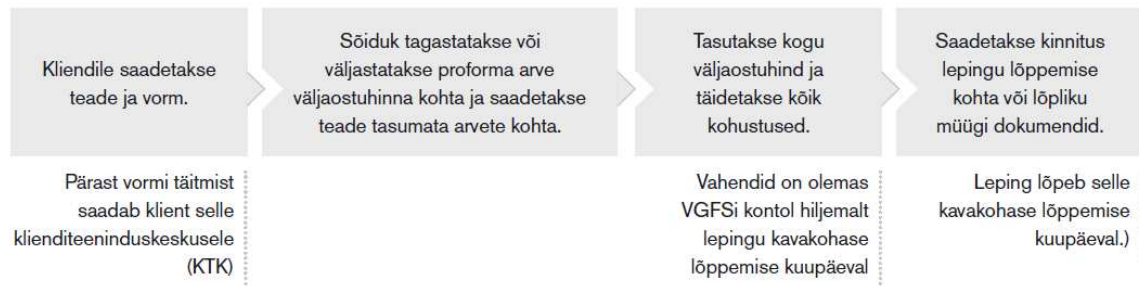 Kliendile saadetakse
teade ja vorm.
Sõiduk tagastatakse või
väljastatakse proforma arve
väljaostuhinna kohta ja saadetakse
teade tasumata arvete kohta.
Tasutakse kogu
väljaostuhind ja
täidetakse kõik
kohustused.
Saadetakse kinnitus
lepingu lõppemise
kohta või lõpliku
müügi dokumendid.
Pärast vormi täitmist
saadab klient selle
klienditeeninduskeskusele
(KTK)
Vahendid on olemas
VGFSi kontol hiljemalt
lepingu kavakohase
lõppemise kuupäeval
Leping lõpeb selle
kavakohase lõppemise
kuupäeval.)